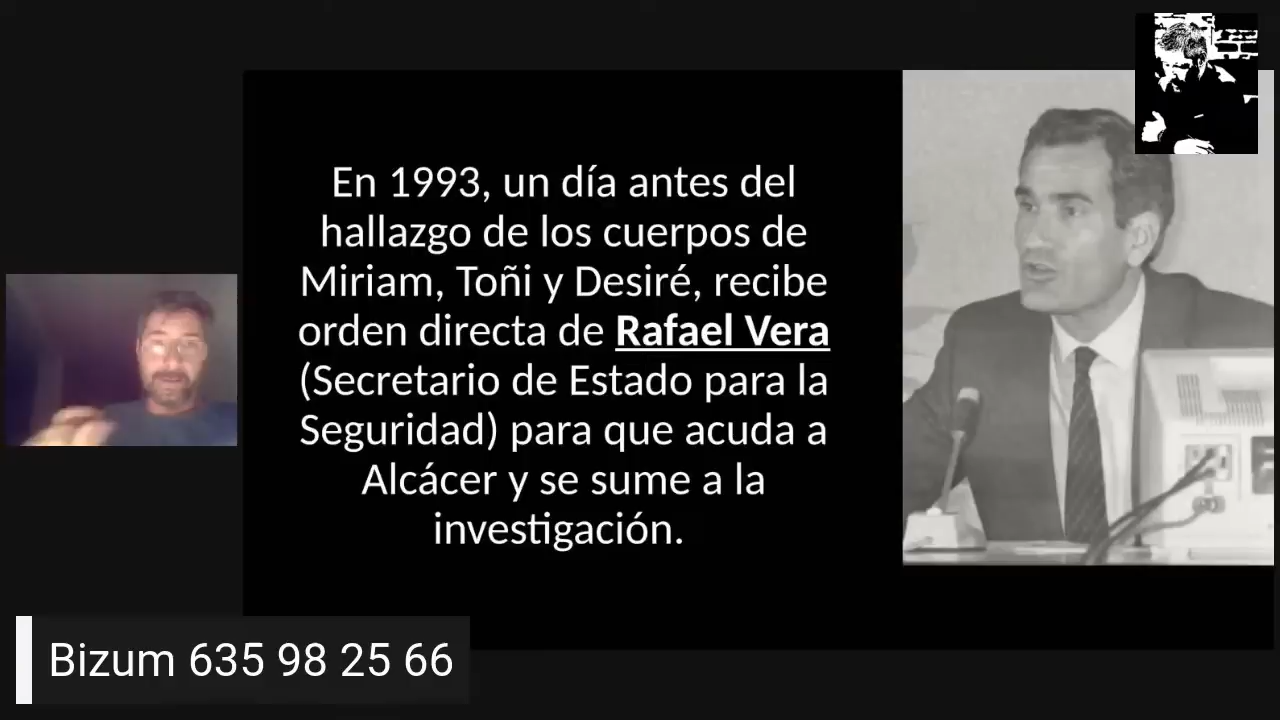 En 1993, un día antes del
hallazgo de los cuerpos de
Miriam, Toñi y Desiré, recibe
orden directa de Rafael Vera
(Secretario de Estado para la
Seguridad) para que acuda a
Alcácer y se sume a la
investigación.
Bizum 635 98 25 66